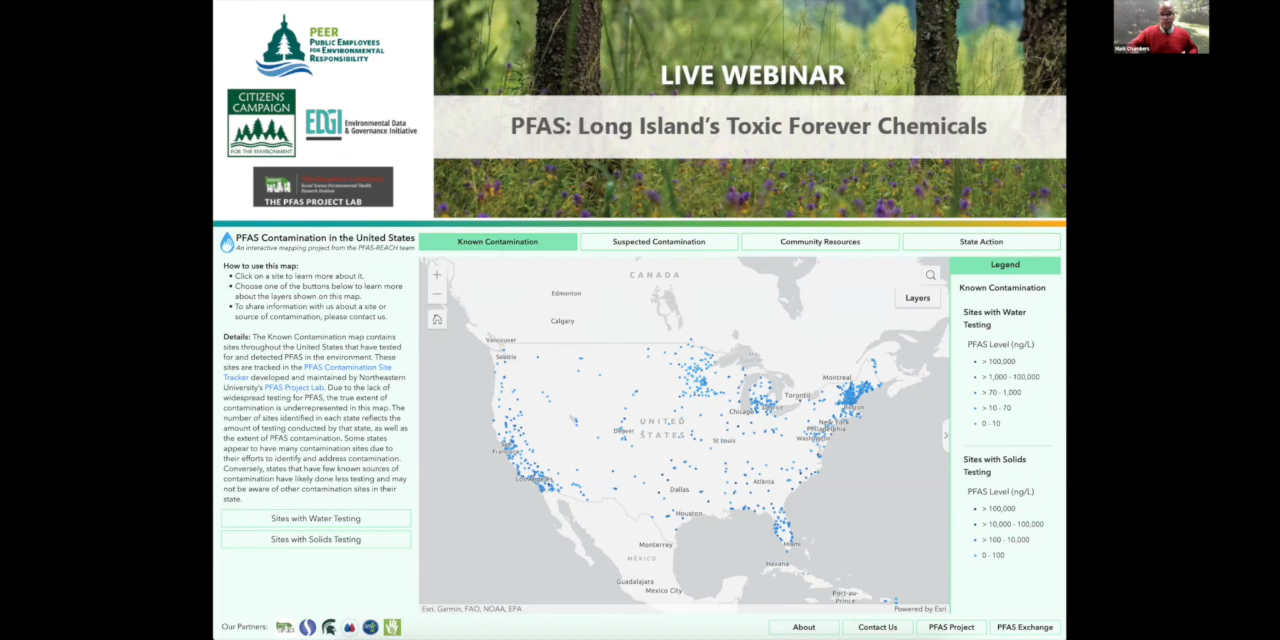 PEER
PUBLIC EMPLOYEES
FOR ENVIRONMENTAL
RESPONSIBILITY
CITIZENS
CAMPAIGN
FOR THE ENVIRONMENT
EDGI
Environmental Data
& Governance Initiative
Social Science Environmental Health
Research Institute
THE PFAS PROJECT LAB
LIVE WEBINAR
PFAS: Long Island's Toxic Forever Chemicals
Mark Chambers
PFAS Contamination in the United States
An interactive mapping project from the PFAS-REACH team
Known Contamination
Suspected Contamination
Community Resources
State Action
How to use this map:
• Click on a site to learn more about it.
• Choose one of the buttons below to learn more
about the layers shown on this map.
• To share information with us about a site or
source of contamination, please contact us.
Details: The Known Contamination map contains
sites throughout the United States that have tested
for and detected PFAS in the environment. These
sites are tracked in the PFAS Contamination Site
Tracker developed and maintained by Northeastern
University's PFAS Project Lab. Due to the lack of
widespread testing for PFAS, the true extent of
contamination is underrepresented in this map. The
number of sites identified in each state reflects the
amount of testing conducted by that state, as well as
the extent of PFAS contamination. Some states
appear to have many contamination sites due to
their efforts to identify and address contamination.
Conversely, states that have few known sources of
contamination have likely done less testing and may
not be aware of other contamination sites in their
state.
Sites with Water Testing
Sites with Solids Testing
Our Partners:
+
−
CANADA
Edmonton
Calgary
Vancouver
Seattle
Montreal
Toronto
Chicago
Detroit
Boston
New York
Philadelphia
Washington
UNITED
STATES
Denver
St Louis
San
Francisco
Los Angeles
Atlanta
Dallas
Houston
Miami
Monterrey
MÉXICO
Havana
CUBA
Guadalajara
Mexico City
Port-au-
Prince
Layers
Esri, Garmin, FAO, NOAA, EPA
Powered by Esri
Legend
Known Contamination
Sites with Water
Testing
PFAS Level (ng/L)
> 100,000
> 1,000 - 100,000
> 70 - 1,000
> 10 - 70
0 - 10
Sites with Solids
Testing
PFAS Level (ng/L)
> 100,000
> 10,000 - 100,000
> 100 - 10,000
0 - 100
About
Contact Us
PFAS Project
PFAS Exchange